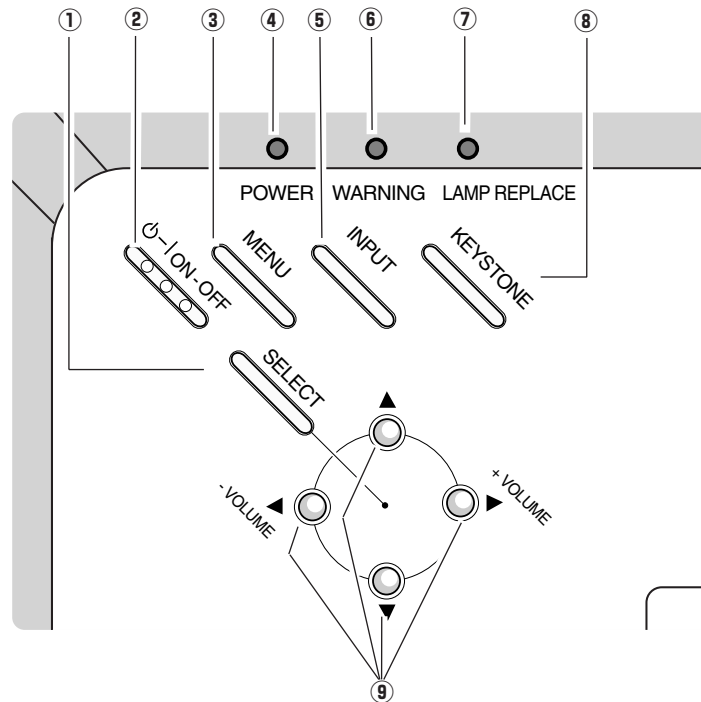 ① ② ③ ④ ⑤ ⑥ ⑦ ⑧
POWER WARNING LAMP REPLACE
⏻–| ON-OFF
MENU
INPUT
KEYSTONE
SELECT
- VOLUME
+ VOLUME
⑨